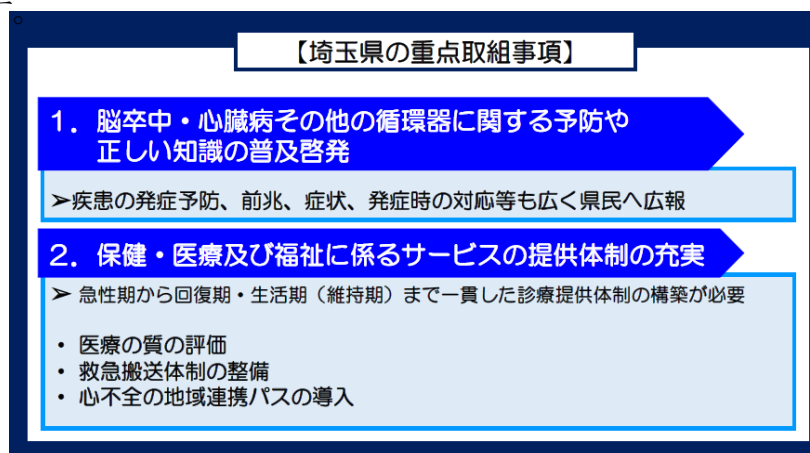 【埼玉県の重点取組事項】
1．脳卒中・心臓病その他の循環器に関する予防や
正しい知識の普及啓発
➢疾患の発症予防、前兆、症状、発症時の対応等も広く県民へ広報
2．保健・医療及び福祉に係るサービスの提供体制の充実
➢ 急性期から回復期・生活期（維持期）まで一貫した診療提供体制の構築が必要
・ 医療の質の評価
・ 救急搬送体制の整備
・ 心不全の地域連携パスの導入